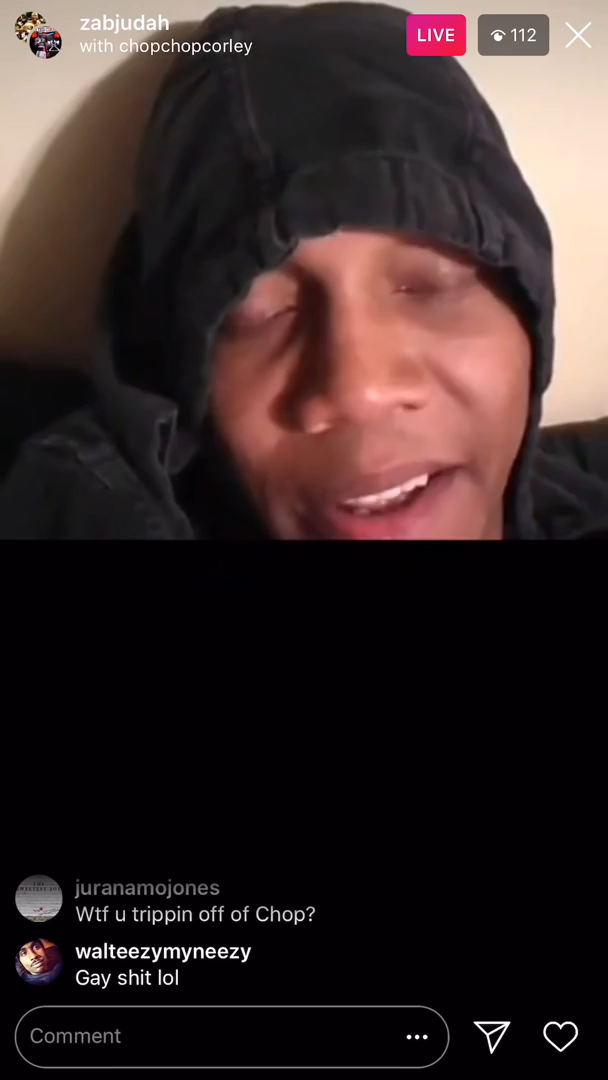 zabjudah
with chopchopcorley
LIVE
112
juranamojones
Wtf u trippin off of Chop?
walteezymyneezy
Gay shit lol
Comment